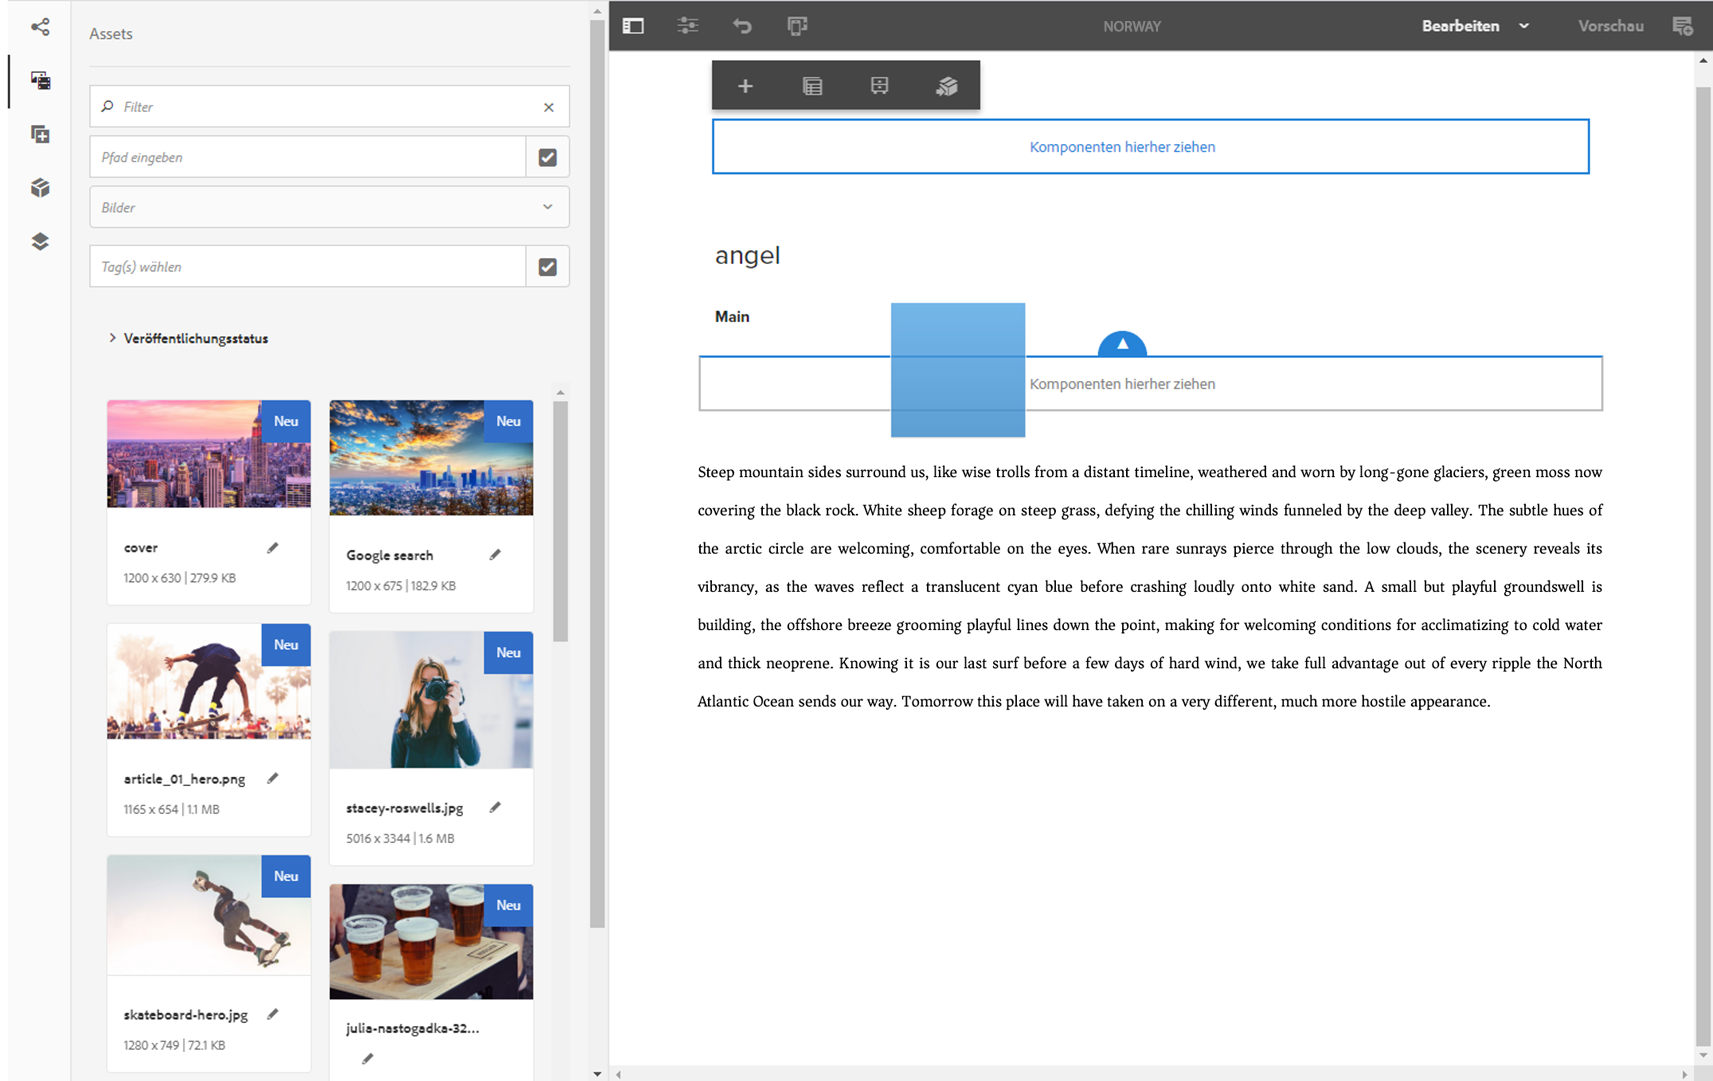 Assets
Filter
Pfad eingeben
Bilder
Tag(s) wählen
Veröffentlichungsstatus
Neu
cover
1200 x 630 | 279.9 KB
Neu
Google search
1200 x 675 | 182.9 KB
Neu
article_01_hero.png
1165 x 654 | 1.1 MB
Neu
stacey-roswells.jpg
5016 x 3344 | 1.6 MB
Neu
skateboard-hero.jpg
1280 x 749 | 72.1 KB
Neu
julia-nastogadka-32...
NORWAY
Bearbeiten
Vorschau
Komponenten hierher ziehen
angel
Main
Komponenten hierher ziehen
Steep mountain sides surround us, like wise trolls from a distant timeline, weathered and worn by long-gone glaciers, green moss now
covering the black rock. White sheep forage on steep grass, defying the chilling winds funneled by the deep valley. The subtle hues of
the arctic circle are welcoming, comfortable on the eyes. When rare sunrays pierce through the low clouds, the scenery reveals its
vibrancy, as the waves reflect a translucent cyan blue before crashing loudly onto white sand. A small but playful groundswell is
building, the offshore breeze grooming playful lines down the point, making for welcoming conditions for acclimatizing to cold water
and thick neoprene. Knowing it is our last surf before a few days of hard wind, we take full advantage out of every ripple the North
Atlantic Ocean sends our way. Tomorrow this place will have taken on a very different, much more hostile appearance.